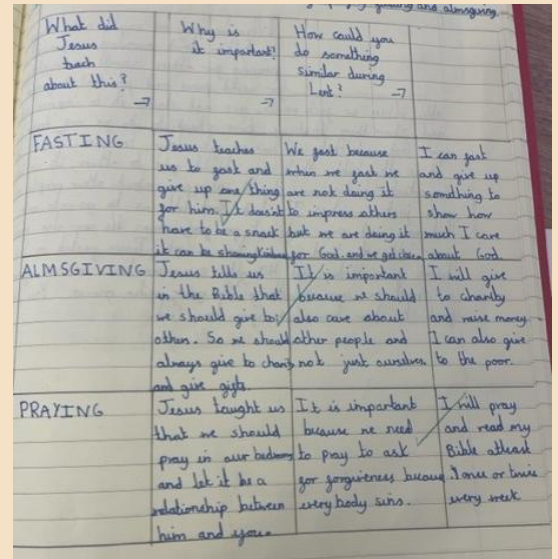 and almsgiving.
What did
Jesus
teach
about this?
→
Why is
it important?
→
How could you
do something
similar during
Lent?
→
FASTING
Jesus teaches
us to fast and
give up one thing
for him. It doesn't
have to be a snack
it can be
We fast because
when we fast we
are not doing it
to impress others
but we are doing it
for God. and we get
I can fast
and give up
something to
show how
much I care
about God.
ALMSGIVING
Jesus tells us
in the Bible that
we should give to
others. So we should
always give to
and give gifts
It is important
because we should
also care about
other people and
not just ourselves.
I will give
to charity
and raise money
I can also give
to the poor.
PRAYING
Jesus taught us
that we should
pray in our
and let it be a
relationship between
him and you.
It is important
because we need
to pray to ask
for forgiveness
everybody sins.
I will pray
and read my
Bible atleast
once or twice
every week